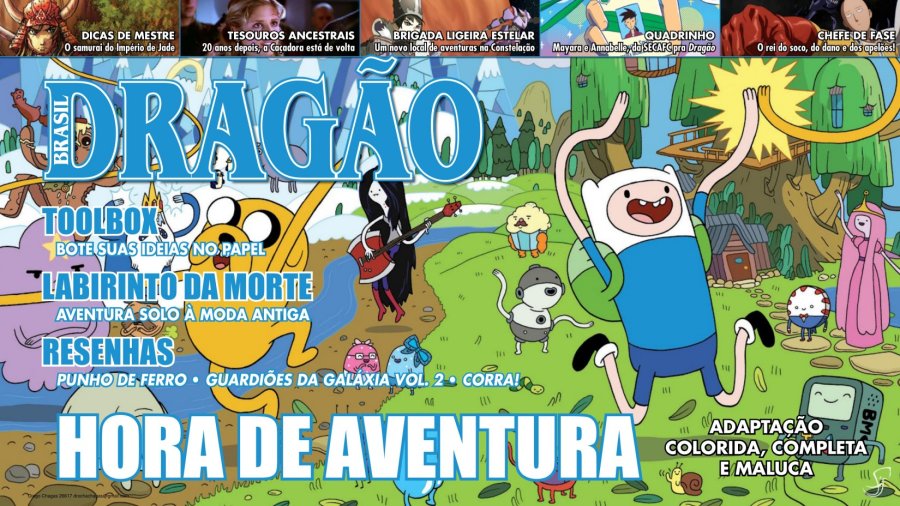 DICAS DE MESTRE
O samurai do Império de Jade
TESOUROS ANCESTRAIS
20 anos depois, a Caçadora está de volta
BRIGADA LIGEIRA ESTELAR
Um novo local de aventuras na Constelação
QUADRINHO
Mayara e Annabelle, da SECAFC pra Dragão
CHEFE DE FASE
O rei do soco, do dano e dos apelões!
DRAGÃO
BRASIL
TOOLBOX
BOTE SUAS IDEIAS NO PAPEL
LABIRINTO DA MORTE
AVENTURA SOLO À MODA ANTIGA
RESENHAS
PUNHO DE FERRO • GUARDIÕES DA GALÁXIA VOL. 2 • CORRA!
HORA DE AVENTURA
ADAPTAÇÃO
COLORIDA, COMPLETA
E MALUCA
BM